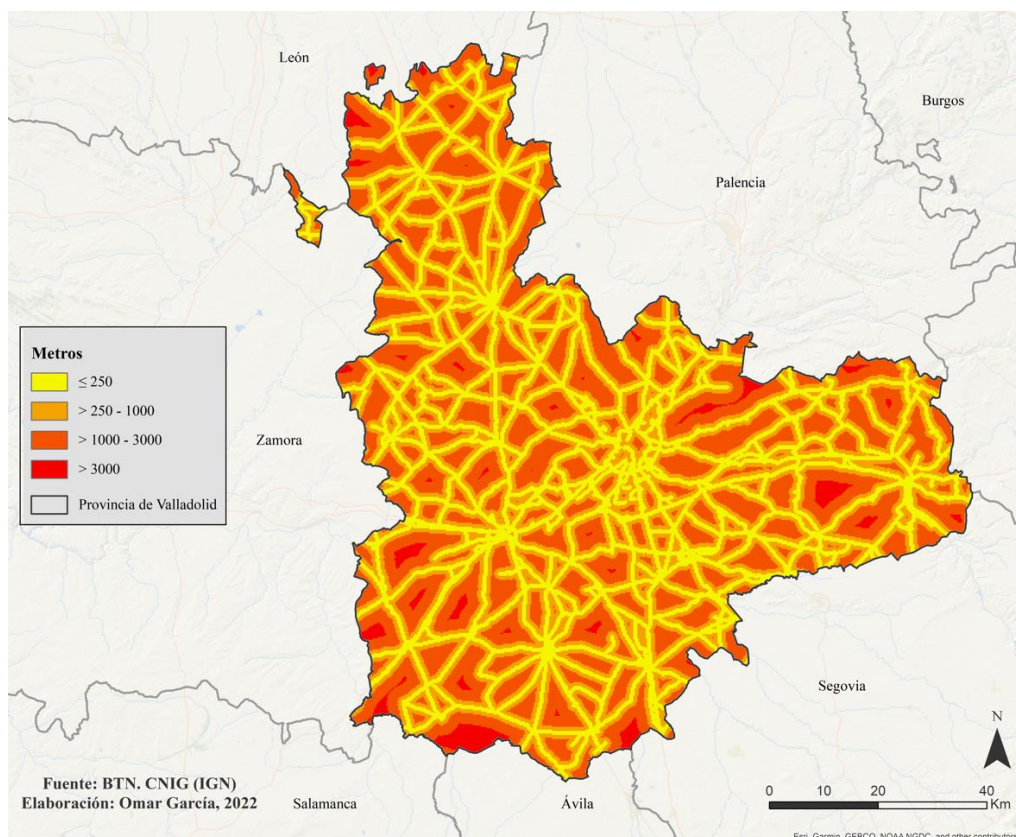 León
Burgos
Palencia
Metros
≤ 250
> 250 - 1000
> 1000 - 3000
> 3000
Provincia de Valladolid
Zamora
Segovia
N
Fuente: BTN. CNIG (IGN)
Elaboración: Omar García, 2022
Salamanca
Ávila
0 10 20 40
Km
Esri, Garmin, GEBCO, NOAA NGDC, and other contributors